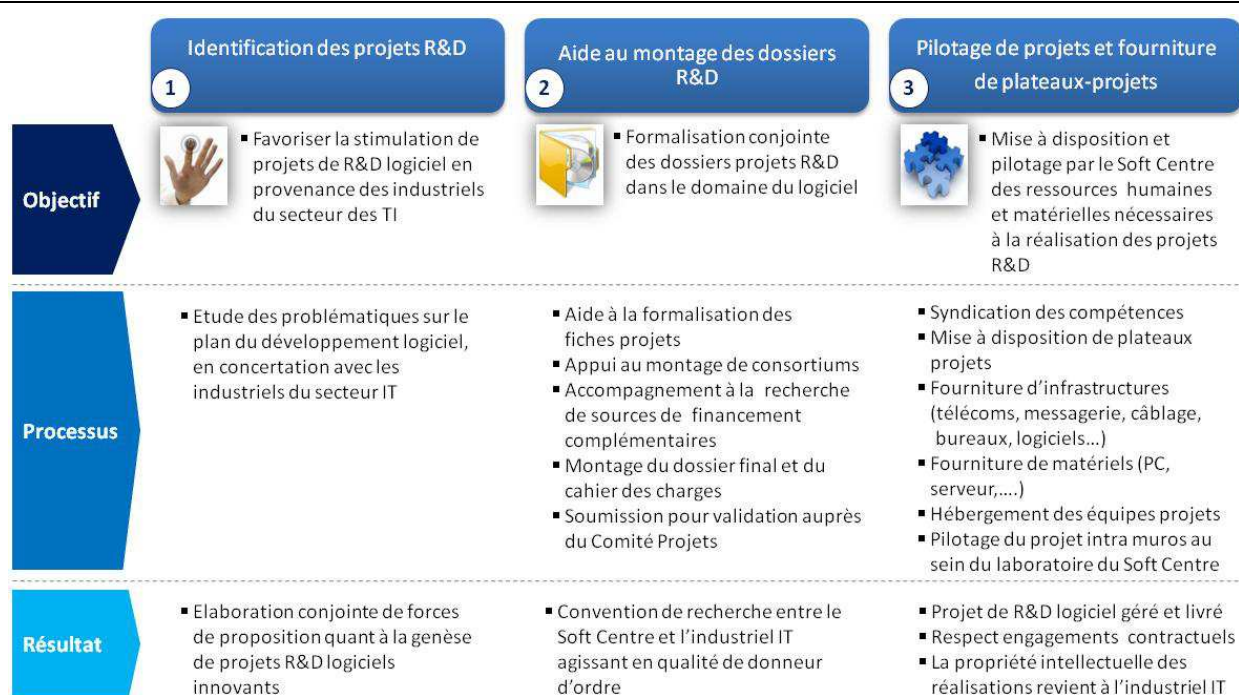 Identification des projets R&D
1
Aide au montage des dossiers
R&D
2
Pilotage de projets et fourniture
de plateaux-projets
3
Objectif
▪ Favoriser la stimulation de
projets de R&D logiciel en
provenance des industriels
du secteur des TI
▪ Formalisation conjointe
des dossiers projets R&D
dans le domaine du logiciel
▪ Mise à disposition et
pilotage par le Soft Centre
des ressources humaines
et matérielles nécessaires
à la réalisation des projets
R&D
Processus
▪ Etude des problématiques sur le
plan du développement logiciel,
en concertation avec les
industriels du secteur IT
▪ Aide à la formalisation des
fiches projets
▪ Appui au montage de consortiums
▪ Accompagnement à la recherche
de sources de financement
complémentaires
▪ Montage du dossier final et du
cahier des charges
▪ Soumission pour validation auprès
du Comité Projets
▪ Syndication des compétences
▪ Mise à disposition de plateaux
projets
▪ Fourniture d'infrastructures
(télécoms, messagerie, câblage,
bureaux, logiciels...)
▪ Fourniture de matériels (PC,
serveur,....)
▪ Hébergement des équipes projets
▪ Pilotage du projet intra muros au
sein du laboratoire du Soft Centre
Résultat
▪ Elaboration conjointe de forces
de proposition quant à la genèse
de projets R&D logiciels
innovants
▪ Convention de recherche entre le
Soft Centre et l'industriel IT
agissant en qualité de donneur
d'ordre
▪ Projet de R&D logiciel géré et livré
▪ Respect engagements contractuels
▪ La propriété intellectuelle des
réalisations revient à l'industriel IT